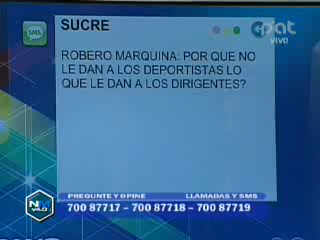 SUCRE
SMS
Pat
VIVO
ROBERO MARQUINA: POR QUE NO
LE DAN A LOS DEPORTISTAS LO
QUE LE DAN A LOS DIRIGENTES?
PREGUNTE Y OPINE
LLAMADAS Y SMS
700 87717 – 700 87718 – 700 87719